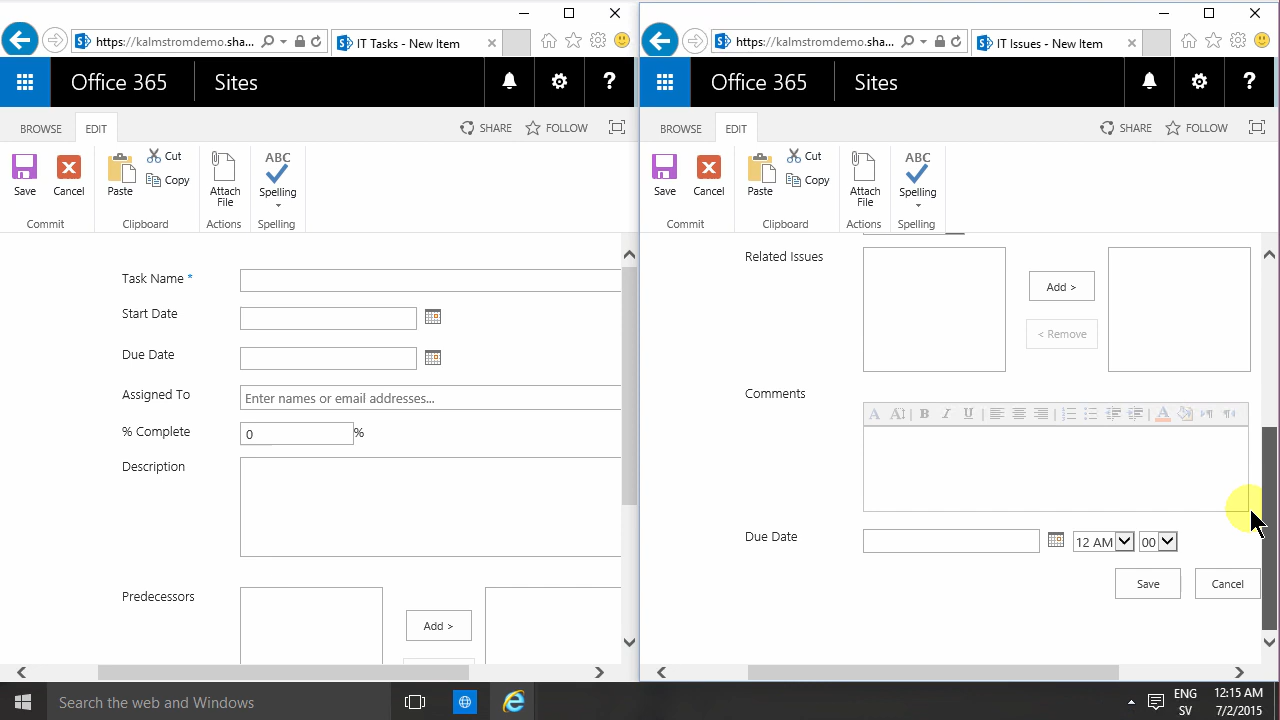 https://kalmstromdemo.sha...
IT Tasks - New Item
Office 365
Sites
?
BROWSE
EDIT
SHARE
FOLLOW
Save
Cancel
Paste
Cut
Copy
Attach
File
ABC
Spelling
Commit
Clipboard
Actions
Spelling
Task Name *
Start Date
Due Date
Assigned To
Enter names or email addresses...
% Complete
0
%
Description
Predecessors
Add >
https://kalmstromdemo.sha...
IT Issues - New Item
Office 365
Sites
?
BROWSE
EDIT
SHARE
FOLLOW
Save
Cancel
Paste
Cut
Copy
Attach
File
ABC
Spelling
Commit
Clipboard
Actions
Spelling
Related Issues
Add >
< Remove
Comments
A A B I U A
Due Date
12 AM
00
Save
Cancel
Search the web and Windows
ENG
SV
12:15 AM
7/2/2015